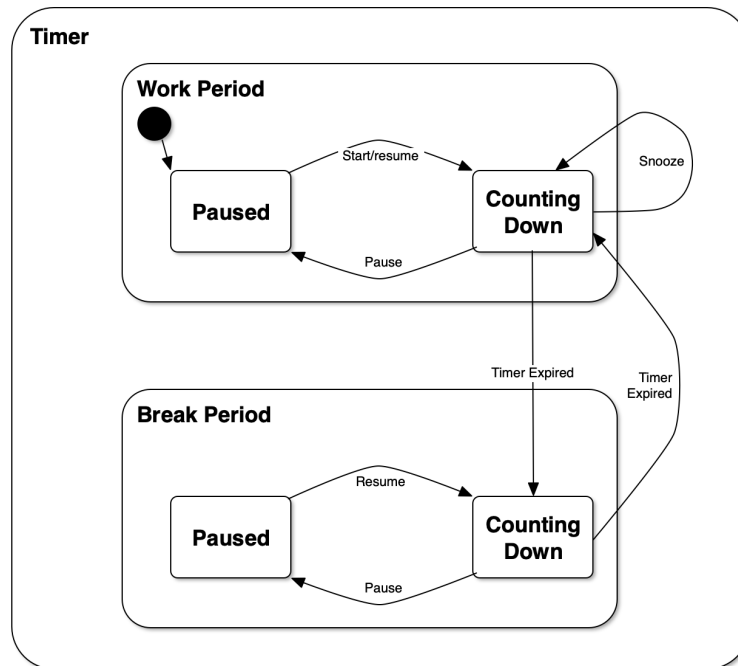 Timer
Work Period
Start/resume
Snooze
Paused
Counting
Down
Pause
Timer Expired
Timer
Expired
Break Period
Resume
Paused
Counting
Down
Pause